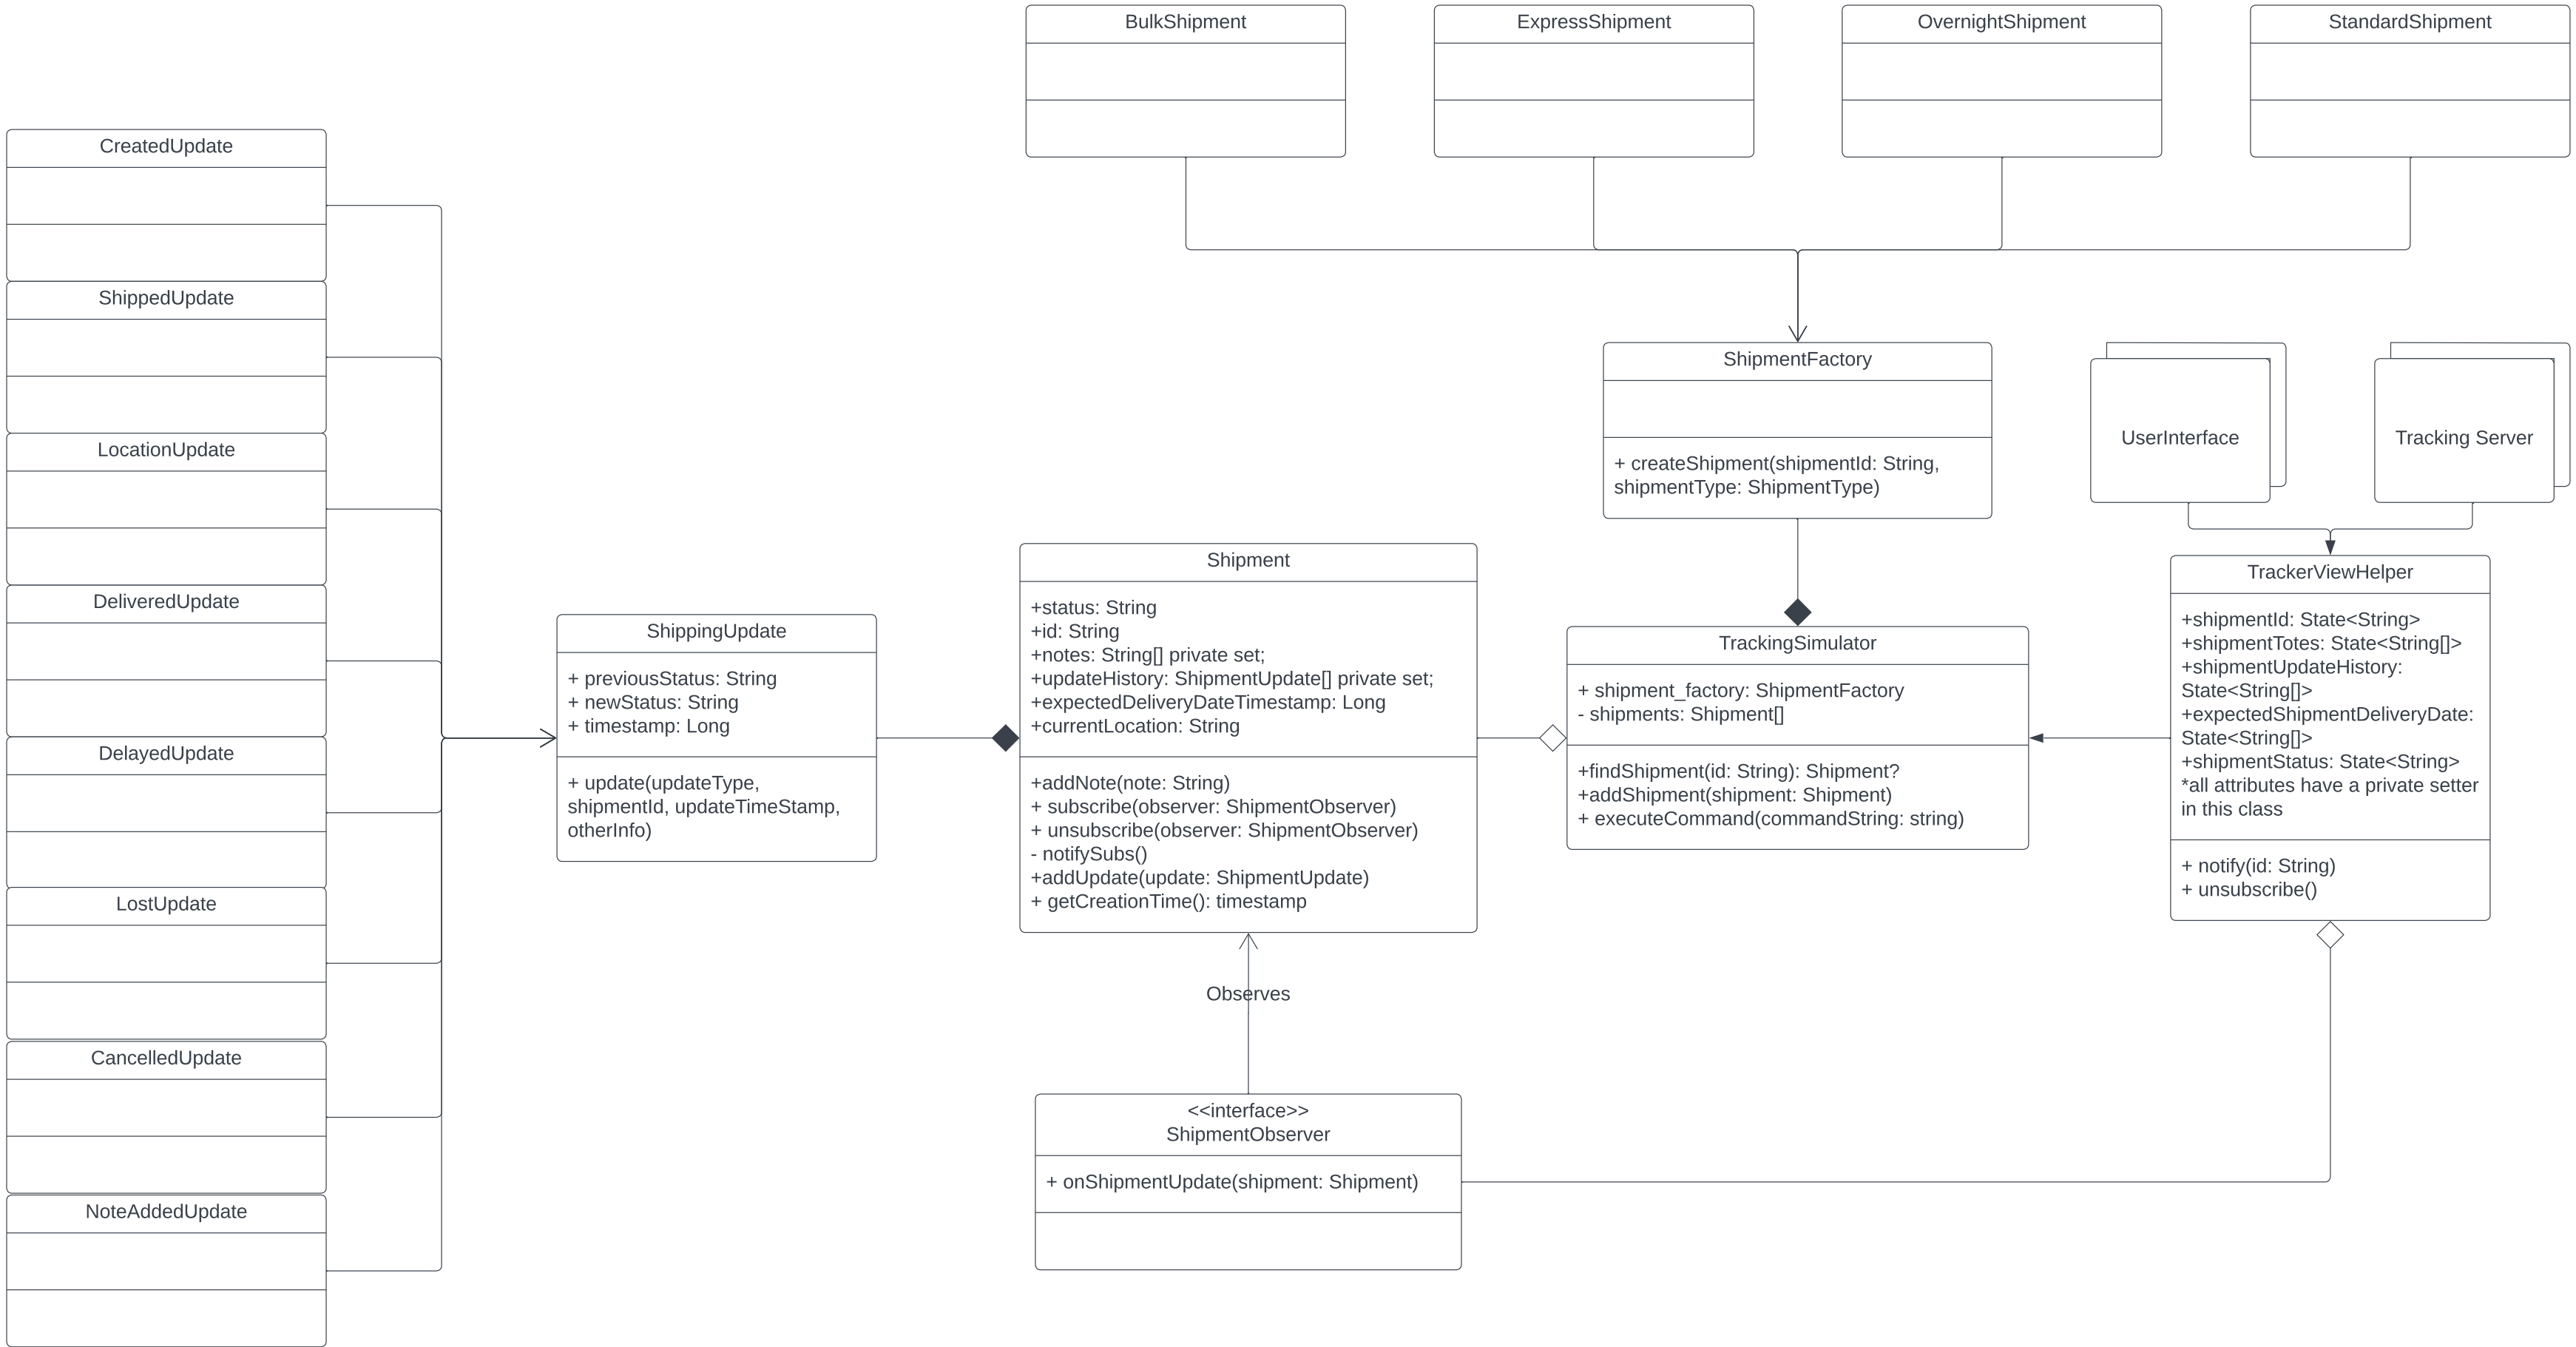 BulkShipment
ExpressShipment
OvernightShipment
StandardShipment
CreatedUpdate
ShippedUpdate
LocationUpdate
DeliveredUpdate
DelayedUpdate
LostUpdate
CancelledUpdate
NoteAddedUpdate
ShippingUpdate
+ previousStatus: String
+ newStatus: String
+ timestamp: Long
+ update(updateType,
shipmentId, updateTimeStamp,
otherInfo)
Shipment
+status: String
+id: String
+notes: String[] private set;
+updateHistory: ShipmentUpdate[] private set;
+expectedDeliveryDateTimestamp: Long
+currentLocation: String
+addNote(note: String)
+ subscribe(observer: ShipmentObserver)
+ unsubscribe(observer: ShipmentObserver)
- notifySubs()
+addUpdate(update: ShipmentUpdate)
+ getCreationTime(): timestamp
Observes
<<interface>>
ShipmentObserver
+ onShipmentUpdate(shipment: Shipment)
ShipmentFactory
+ createShipment(shipmentId: String,
shipmentType: ShipmentType)
TrackingSimulator
+ shipment_factory: ShipmentFactory
- shipments: Shipment[]
+findShipment(id: String): Shipment?
+addShipment(shipment: Shipment)
+ executeCommand(commandString: string)
UserInterface
Tracking Server
TrackerViewHelper
+shipmentId: State<String>
+shipmentTotes: State<String[]>
+shipmentUpdateHistory:
State<String[]>
+expectedShipmentDeliveryDate:
State<String[]>
+shipmentStatus: State<String>
*all attributes have a private setter
in this class
+ notify(id: String)
+ unsubscribe()